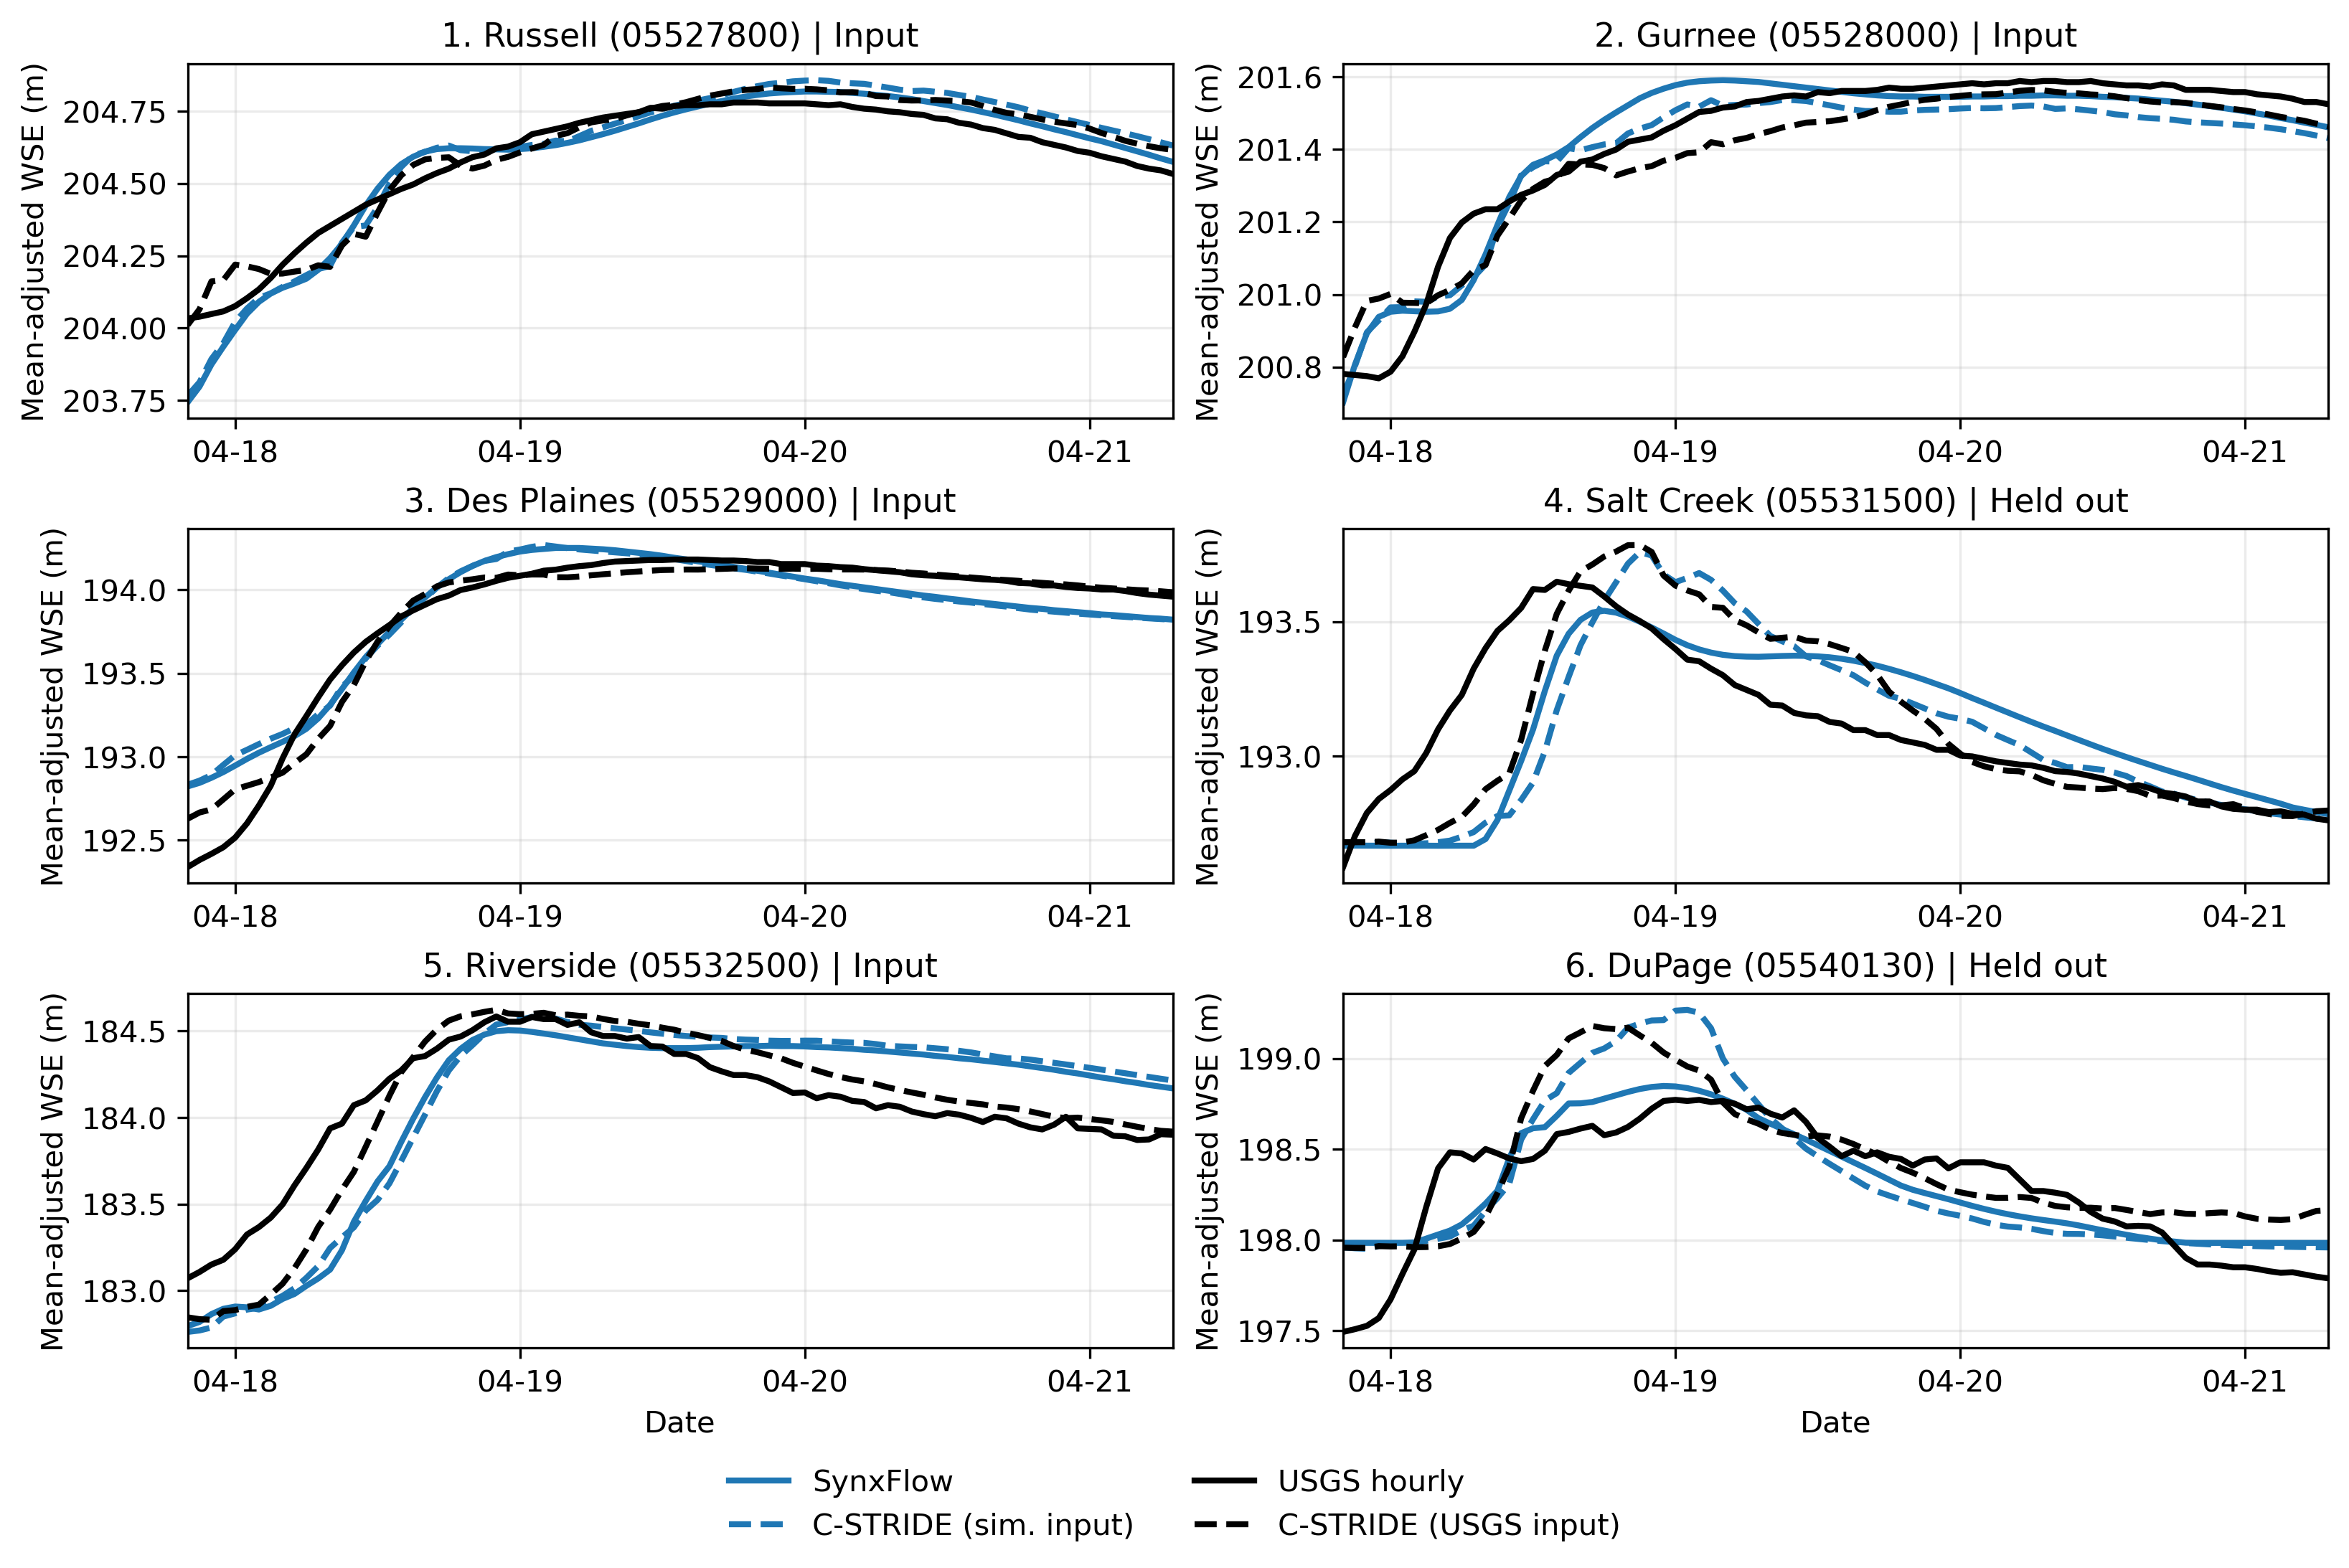 1. Russell (05527800) | Input
Mean-adjusted WSE (m)
204.75
204.50
204.25
204.00
203.75
04-18 04-19 04-20 04-21
2. Gurnee (05528000) | Input
Mean-adjusted WSE (m)
201.6
201.4
201.2
201.0
200.8
04-18 04-19 04-20 04-21
3. Des Plaines (05529000) | Input
Mean-adjusted WSE (m)
194.0
193.5
193.0
192.5
04-18 04-19 04-20 04-21
4. Salt Creek (05531500) | Held out
Mean-adjusted WSE (m)
193.5
193.0
04-18 04-19 04-20 04-21
5. Riverside (05532500) | Input
Mean-adjusted WSE (m)
184.5
184.0
183.5
183.0
04-18 04-19 04-20 04-21
Date
6. DuPage (05540130) | Held out
Mean-adjusted WSE (m)
199.0
198.5
198.0
197.5
04-18 04-19 04-20 04-21
Date
SynxFlow
C-STRIDE (sim. input)
USGS hourly
C-STRIDE (USGS input)